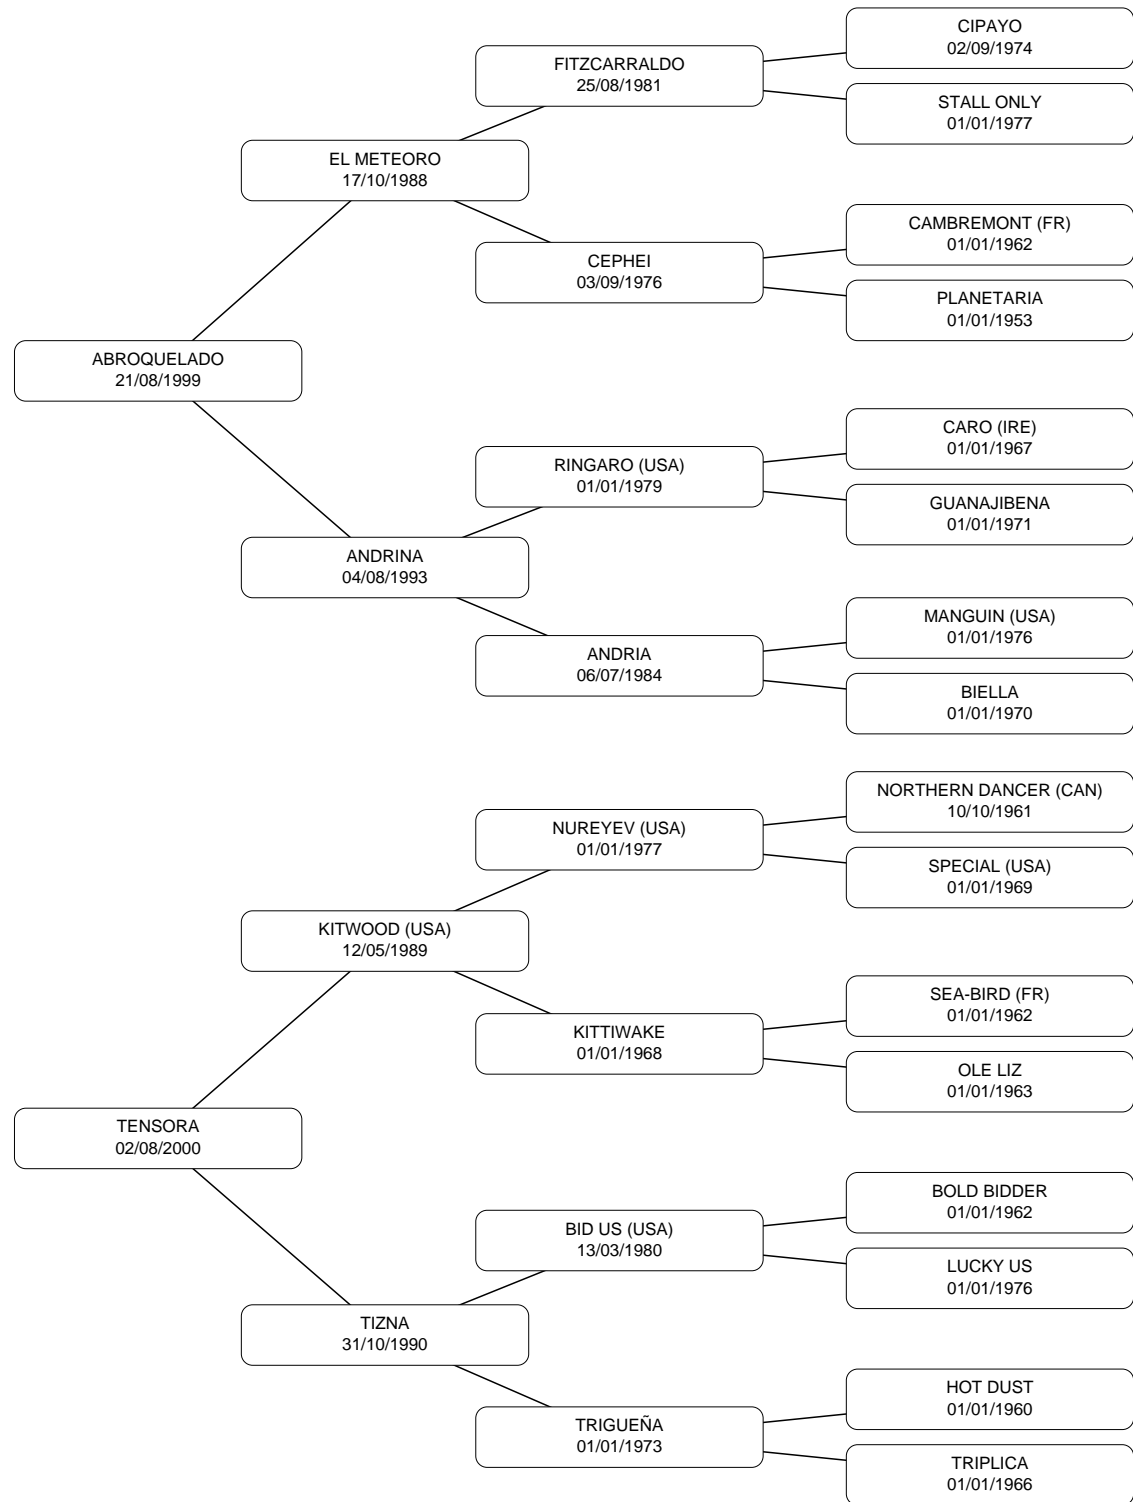 CIPAYO
02/09/1974
FITZCARRALDO
25/08/1981
STALL ONLY
01/01/1977
EL METEORO
17/10/1988
CAMBREMONT (FR)
01/01/1962
CEPHEI
03/09/1976
PLANETARIA
01/01/1953
ABROQUELADO
21/08/1999
CARO (IRE)
01/01/1967
RINGARO (USA)
01/01/1979
GUANAJIBENA
01/01/1971
ANDRINA
04/08/1993
MANGUIN (USA)
01/01/1976
ANDRIA
06/07/1984
BIELLA
01/01/1970
NORTHERN DANCER (CAN)
10/10/1961
NUREYEV (USA)
01/01/1977
SPECIAL (USA)
01/01/1969
KITWOOD (USA)
12/05/1989
SEA-BIRD (FR)
01/01/1962
KITTIWAKE
01/01/1968
OLE LIZ
01/01/1963
TENSORA
02/08/2000
BOLD BIDDER
01/01/1962
BID US (USA)
13/03/1980
LUCKY US
01/01/1976
TIZNA
31/10/1990
HOT DUST
01/01/1960
TRIGUEÑA
01/01/1973
TRIPLICA
01/01/1966